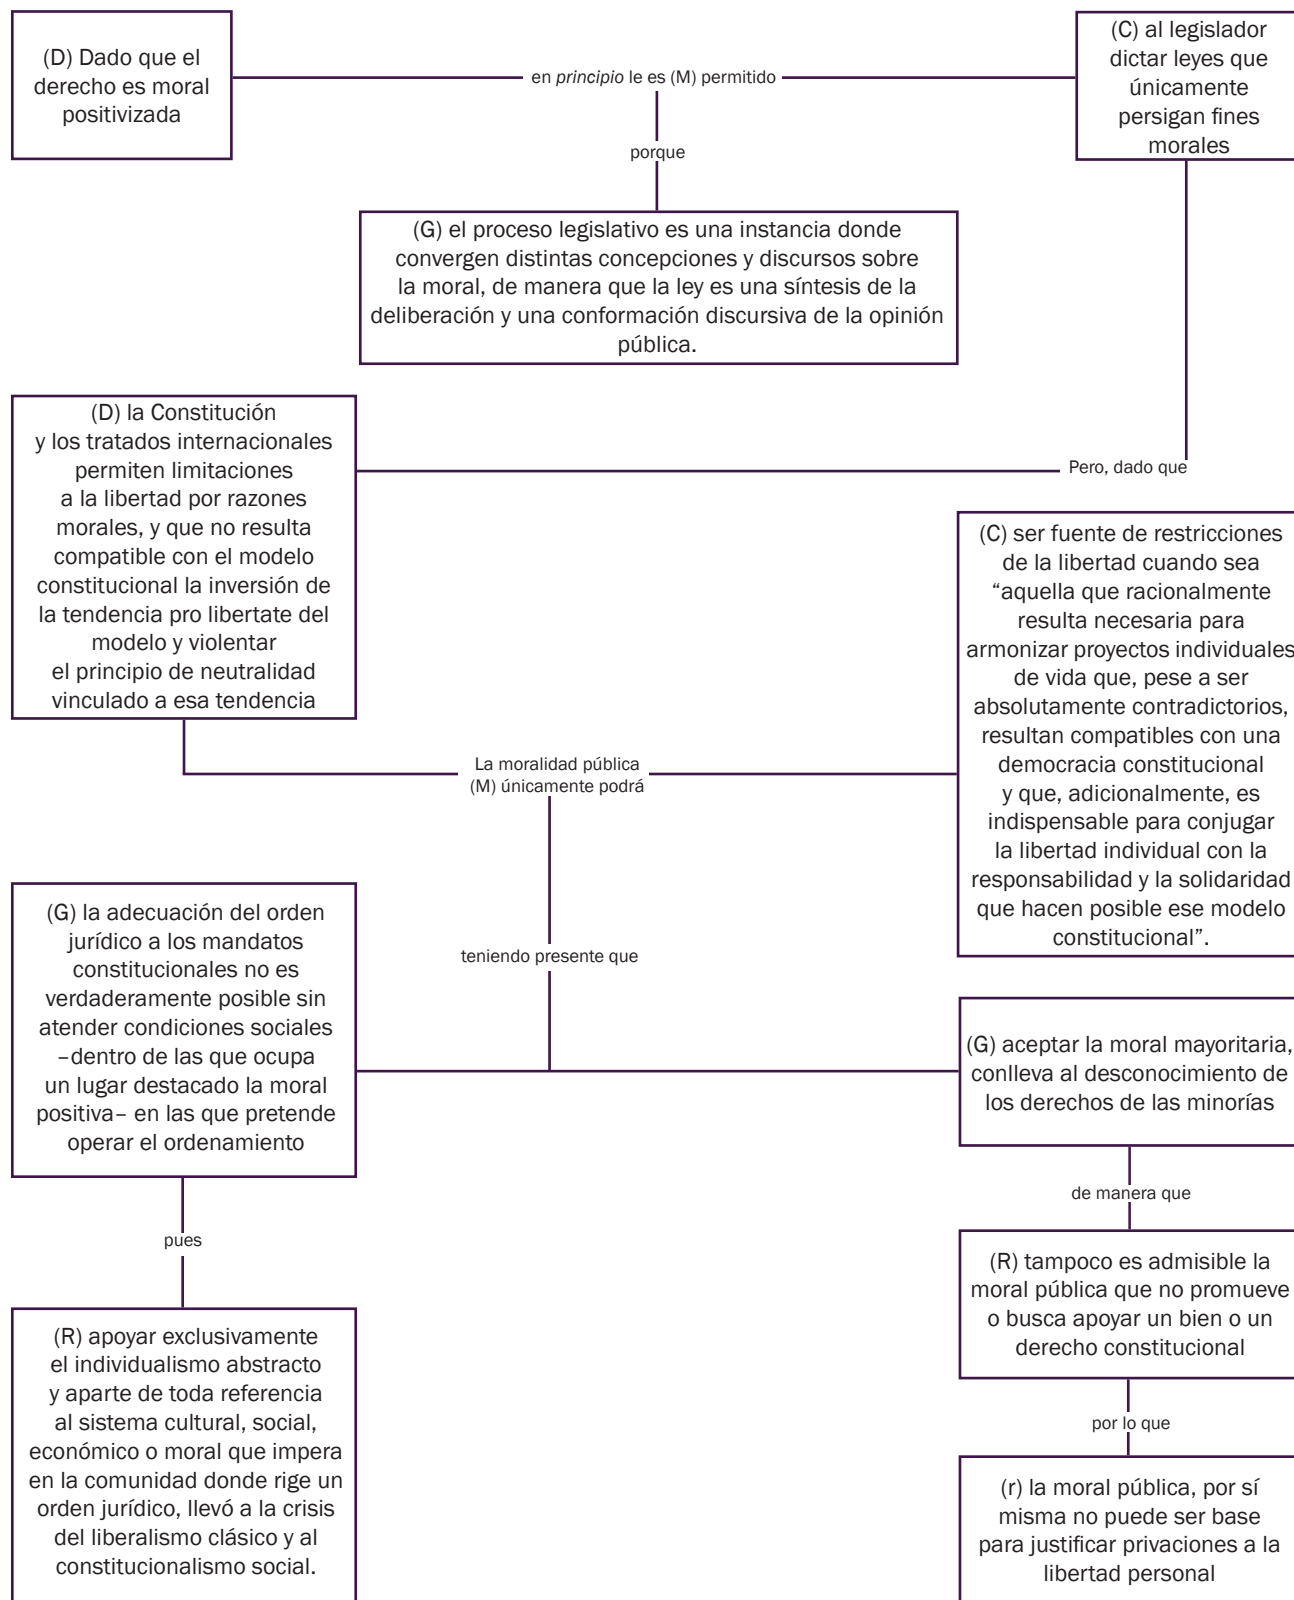 (D) Dado que el
derecho es moral
positivizada
en principio le es (M) permitido
(C) al legislador
dictar leyes que
únicamente
persigan fines
morales
porque
(G) el proceso legislativo es una instancia donde
convergen distintas concepciones y discursos sobre
la moral, de manera que la ley es una síntesis de la
deliberación y una conformación discursiva de la opinión
pública.
Pero, dado que
(D) la Constitución
y los tratados internacionales
permiten limitaciones
a la libertad por razones
morales, y que no resulta
compatible con el modelo
constitucional la inversión de
la tendencia pro libertate del
modelo y violentar
el principio de neutralidad
vinculado a esa tendencia
La moralidad pública
(M) únicamente podrá
(C) ser fuente de restricciones
de la libertad cuando sea
“aquella que racionalmente
resulta necesaria para
armonizar proyectos individuales
de vida que, pese a ser
absolutamente contradictorios,
resultan compatibles con una
democracia constitucional
y que, adicionalmente, es
indispensable para conjugar
la libertad individual con la
responsabilidad y la solidaridad
que hacen posible ese modelo
constitucional”.
teniendo presente que
(G) la adecuación del orden
jurídico a los mandatos
constitucionales no es
verdaderamente posible sin
atender condiciones sociales
–dentro de las que ocupa
un lugar destacado la moral
positiva– en las que pretende
operar el ordenamiento
pues
(R) apoyar exclusivamente
el individualismo abstracto
y aparte de toda referencia
al sistema cultural, social,
económico o moral que impera
en la comunidad donde rige un
orden jurídico, llevó a la crisis
del liberalismo clásico y al
constitucionalismo social.
(G) aceptar la moral mayoritaria,
conlleva al desconocimiento de
los derechos de las minorías
de manera que
(R) tampoco es admisible la
moral pública que no promueve
o busca apoyar un bien o un
derecho constitucional
por lo que
(r) la moral pública, por sí
misma no puede ser base
para justificar privaciones a la
libertad personal